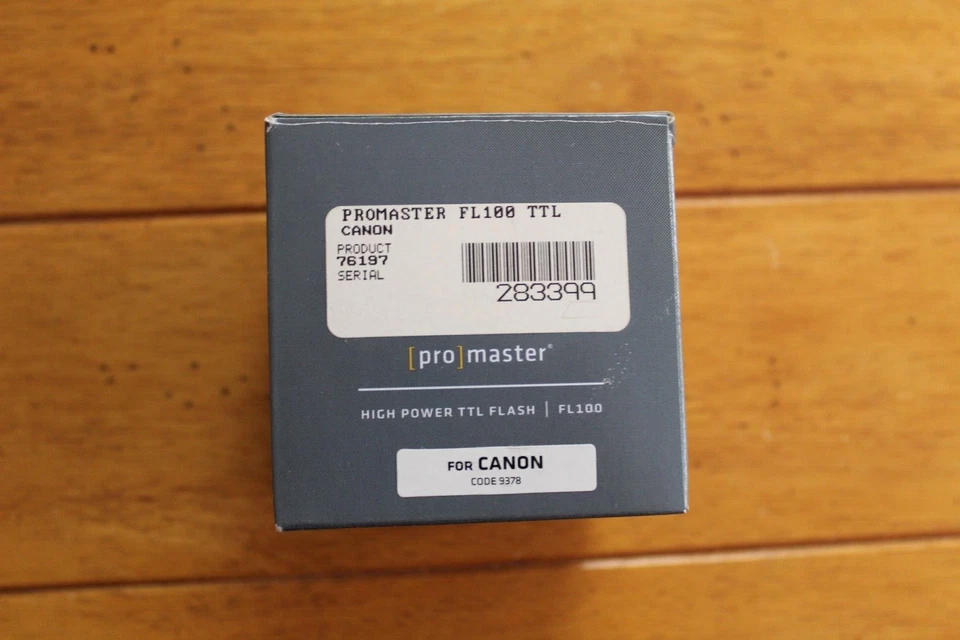 PROMASTER FL100 TTL
CANON
PRODUCT
76197
SERIAL
283399
[pro]master®
HIGH POWER TTL FLASH | FL100
FOR CANON
CODE 9378